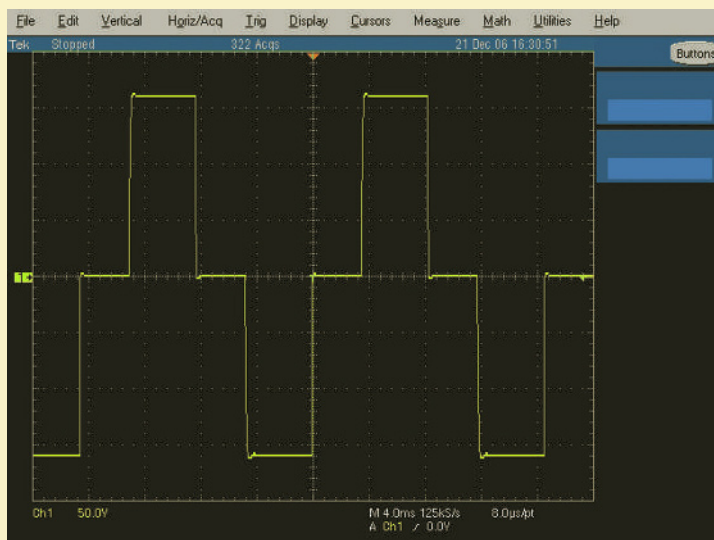 File Edit Vertical Horiz/Acq Trig Display Cursors Measure Math Utilities Help
Tek Stopped 322 Acqs 21 Dec 06 16:30:51
Buttons
1
Ch1 50.0V M 4.0ms 125kS/s 8.0µs/pt
A Ch1 ⁄ 0.0V